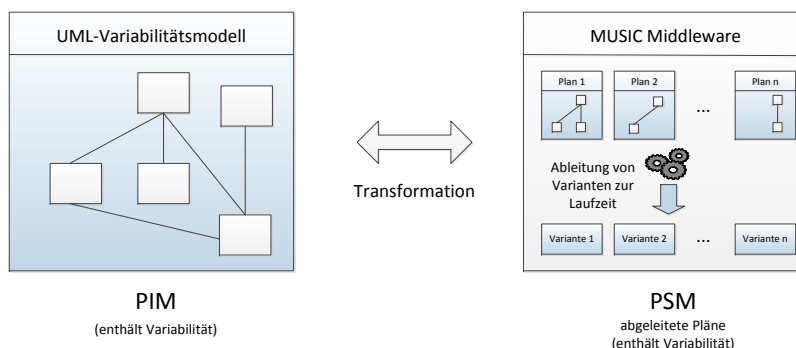 UML-Variabilitätsmodell
MUSIC Middleware
Plan 1
Plan 2
...
Plan n
Transformation
Ableitung von
Varianten zur
Laufzeit
Variante 1
Variante 2
...
Variante n
PIM
(enthält Variabilität)
PSM
abgeleitete Pläne
(enthält Variabilität)